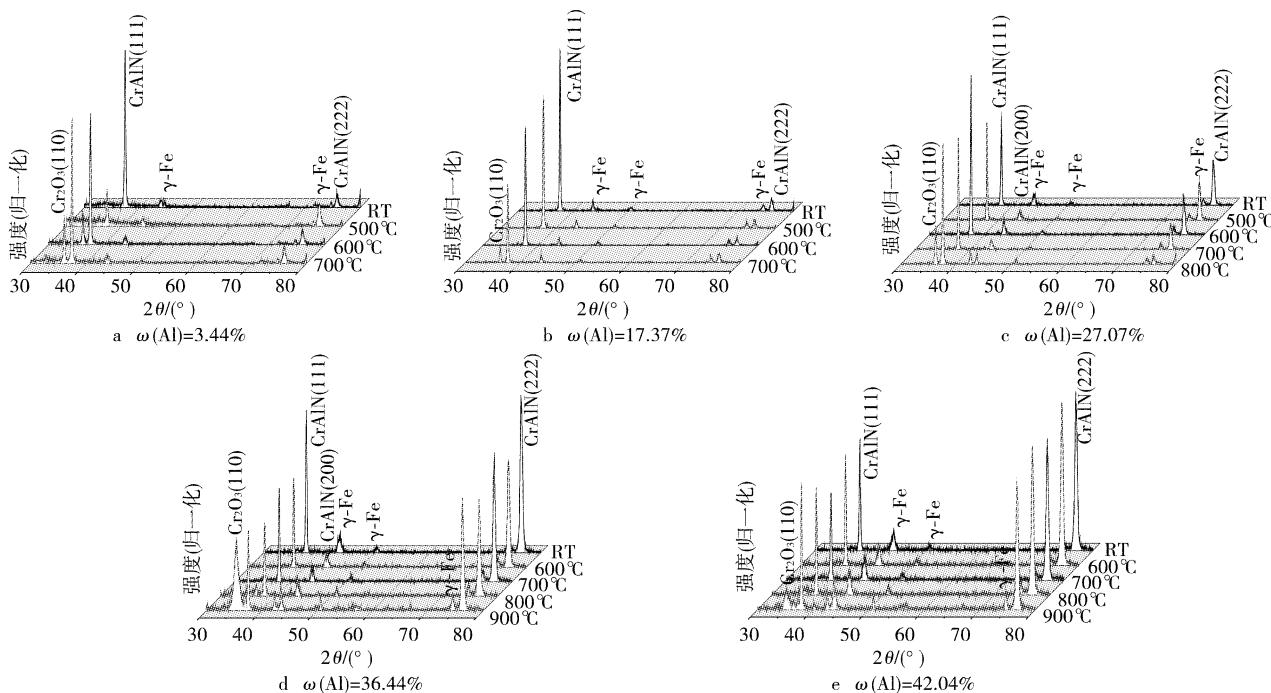 强度(归一化)
Cr₂O₃(110)
CrAlN(111)
γ-Fe
γ-Fe
CrAlN(222)
RT
500℃
600℃
700℃
30 40 50 60 70 80
2θ/(°)
a ω(Al)=3.44%
强度(归一化)
Cr₂O₃(110)
CrAlN(111)
γ-Fe
γ-Fe
γ-Fe
CrAlN(222)
RT
500℃
600℃
700℃
30 40 50 60 70 80
2θ/(°)
b ω(Al)=17.37%
强度(归一化)
Cr₂O₃(110)
CrAlN(111)
CrAlN(200)
γ-Fe
γ-Fe
γ-Fe
CrAlN(222)
RT
500℃
600℃
700℃
800℃
30 40 50 60 70 80
2θ/(°)
c ω(Al)=27.07%
强度(归一化)
Cr₂O₃(110)
CrAlN(111)
CrAlN(200)
γ-Fe
γ-Fe
γ-Fe
CrAlN(222)
RT
600℃
700℃
800℃
900℃
30 40 50 60 70 80
2θ/(°)
d ω(Al)=36.44%
强度(归一化)
Cr₂O₃(110)
CrAlN(111)
γ-Fe
γ-Fe
γ-Fe
CrAlN(222)
RT
600℃
700℃
800℃
900℃
30 40 50 60 70 80
2θ/(°)
e ω(Al)=42.04%